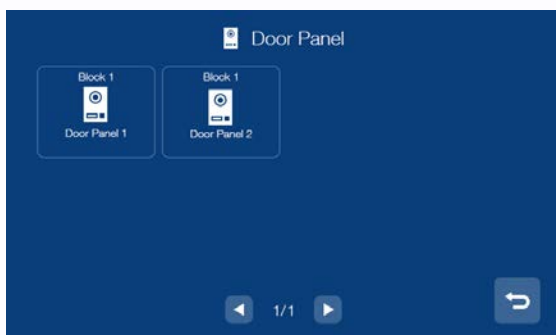 Door Panel
Block 1
Door Panel 1
Block 1
Door Panel 2
1/1